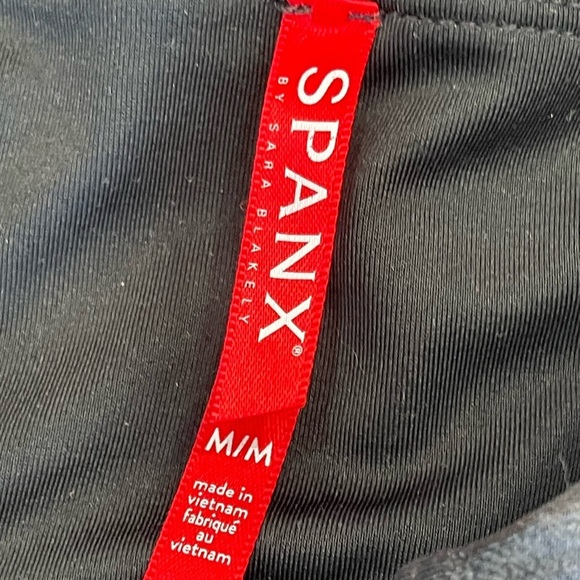 SPANX®
BY SARA BLAKELY
M/M
made in
vietnam
fabriqué
au
vietnam